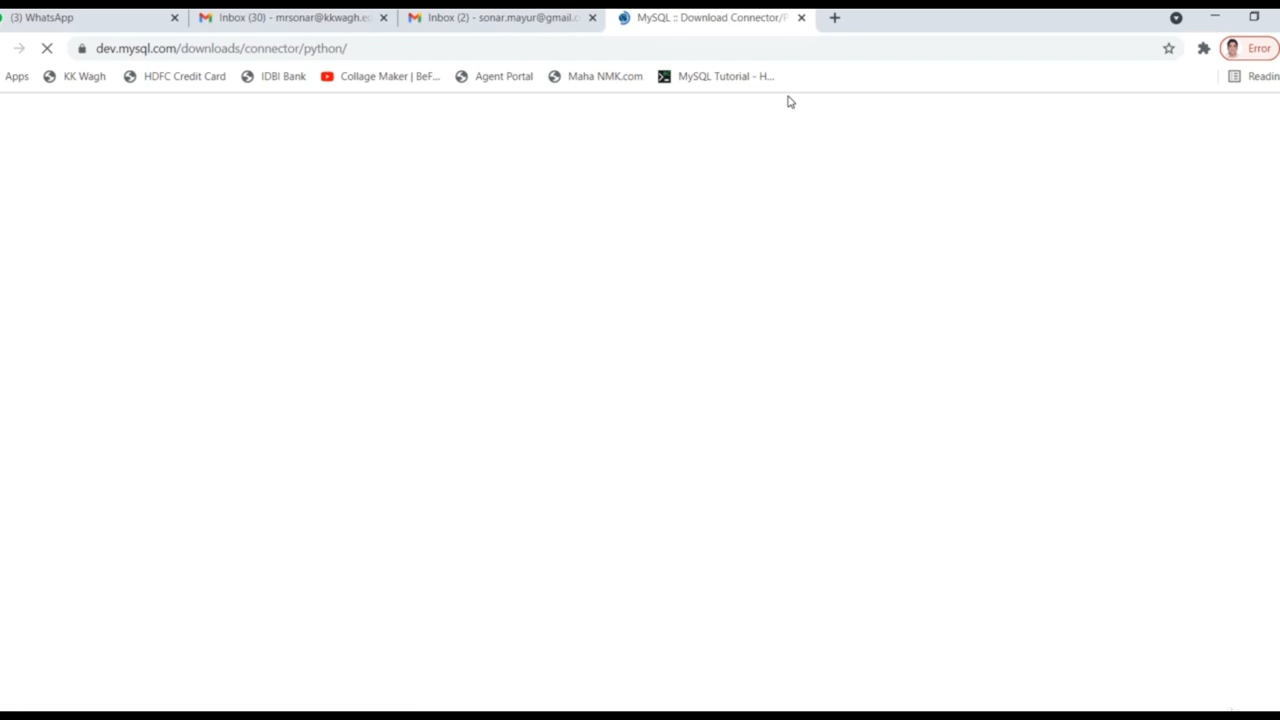 (3) WhatsApp
Inbox (30) - mrsonar@kkwagh.e
Inbox (2) - sonar.mayur@gmail.c
MySQL :: Download Connector/P
dev.mysql.com/downloads/connector/python/
Error
Apps
KK Wagh
HDFC Credit Card
IDBI Bank
Collage Maker | BeF...
Agent Portal
Maha NMK.com
MySQL Tutorial - H...
Readin